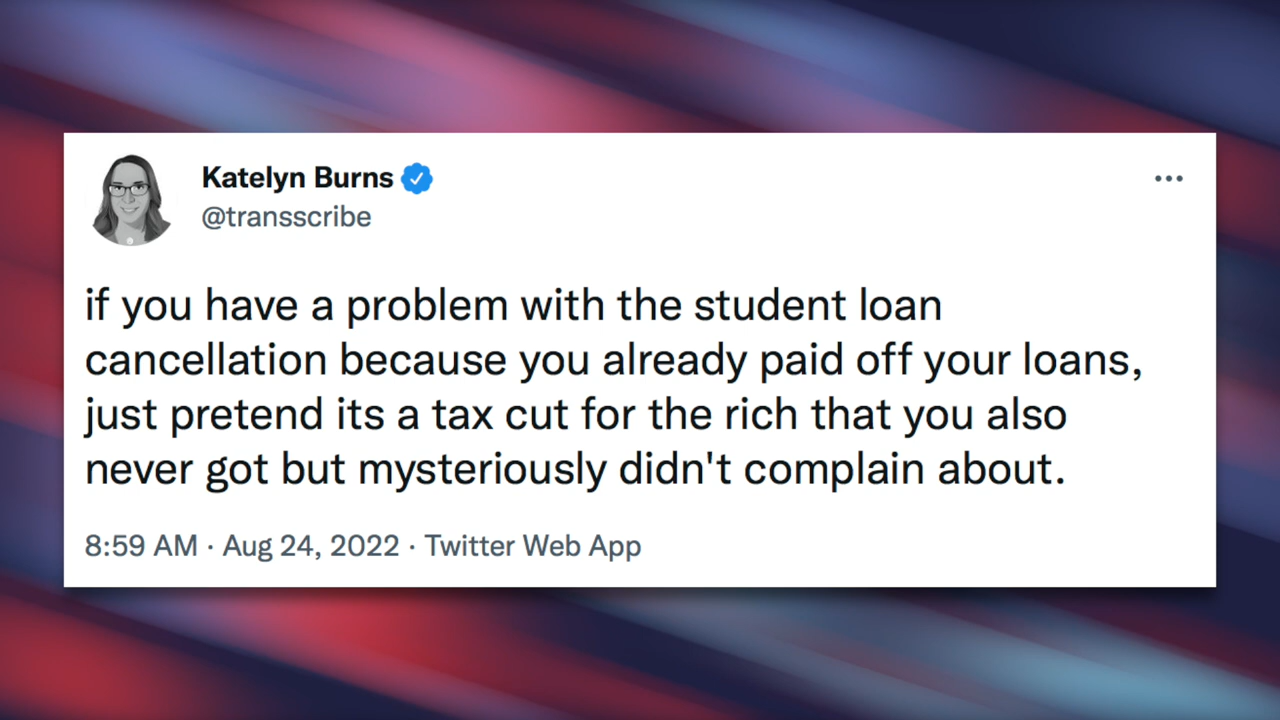 Katelyn Burns
@transscribe
if you have a problem with the student loan
cancellation because you already paid off your loans,
just pretend its a tax cut for the rich that you also
never got but mysteriously didn't complain about.
8:59 AM · Aug 24, 2022 · Twitter Web App